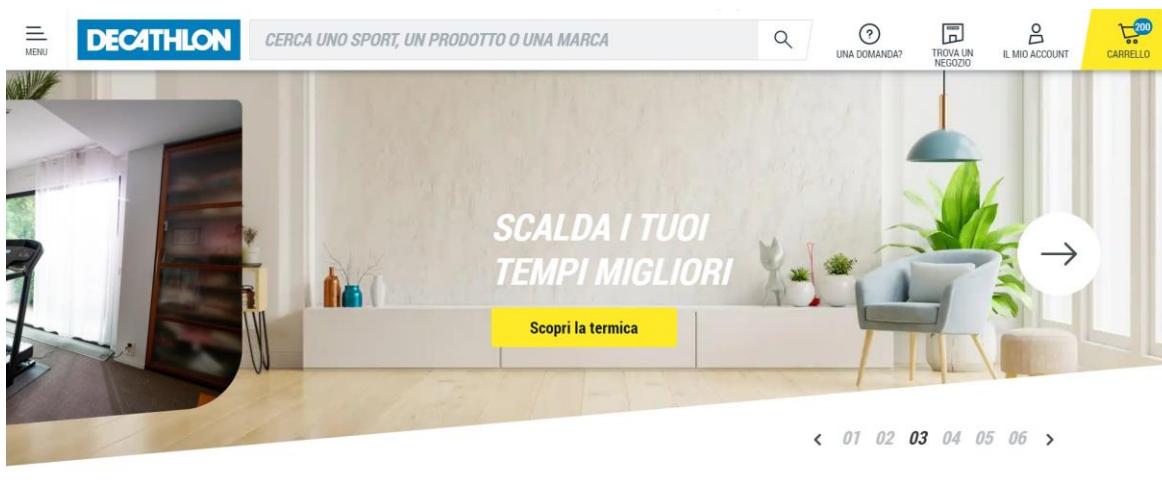 MENU
DECATHLON
CERCA UNO SPORT, UN PRODOTTO O UNA MARCA
UNA DOMANDA?
TROVA UN
NEGOZIO
IL MIO ACCOUNT
200
CARRELLO
SCALDA I TUOI
TEMPI MIGLIORI
Scopri la termica
01 02 03 04 05 06